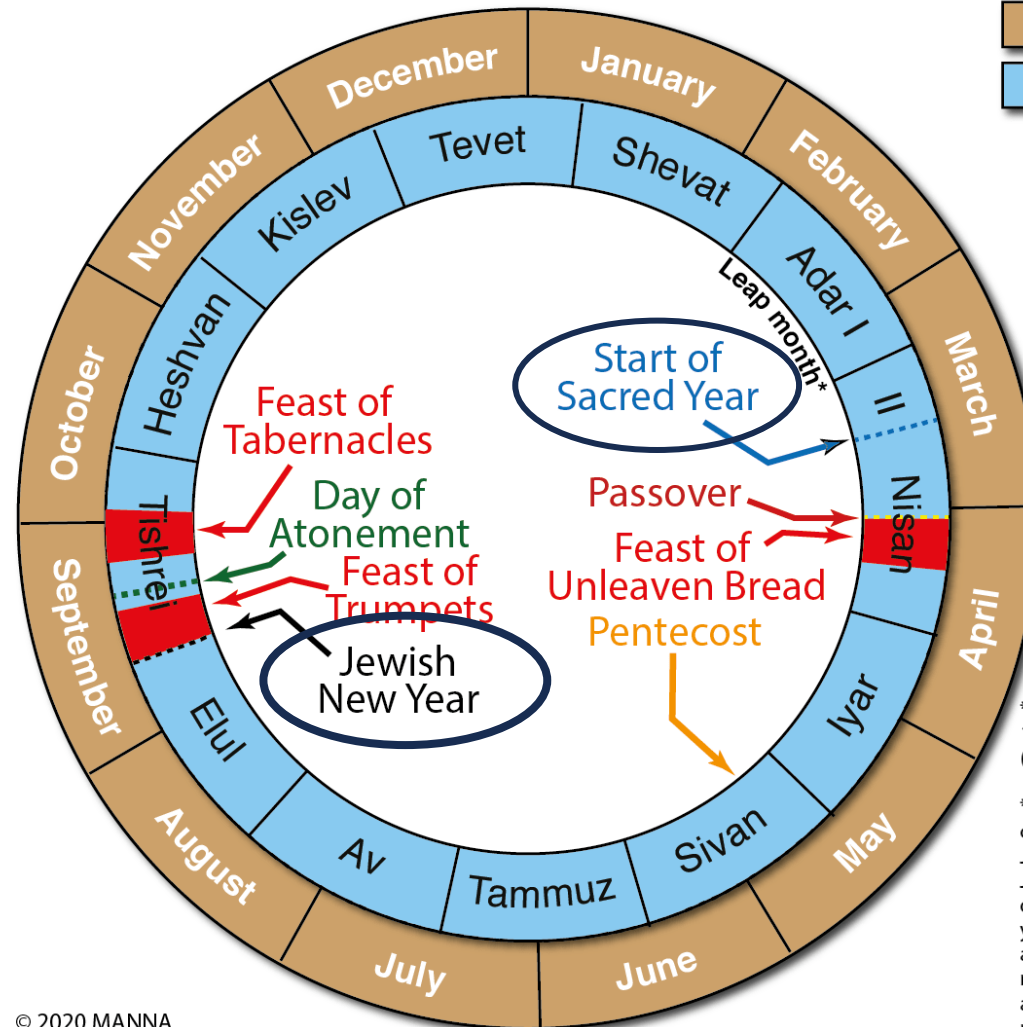 December
January
February
March
April
May
June
July
August
September
October
November
Tevet
Shevat
Adar I
II
Nisan
Iyar
Sivan
Tammuz
Av
Elul
Tishrei
Heshvan
Kislev
Leap month*
Start of
Sacred Year
Passover
Feast of
Unleaven Bread
Pentecost
Feast of
Tabernacles
Day of
Atonement
Feast of
Trumpets
Jewish
New Year
© 2020 MANNA